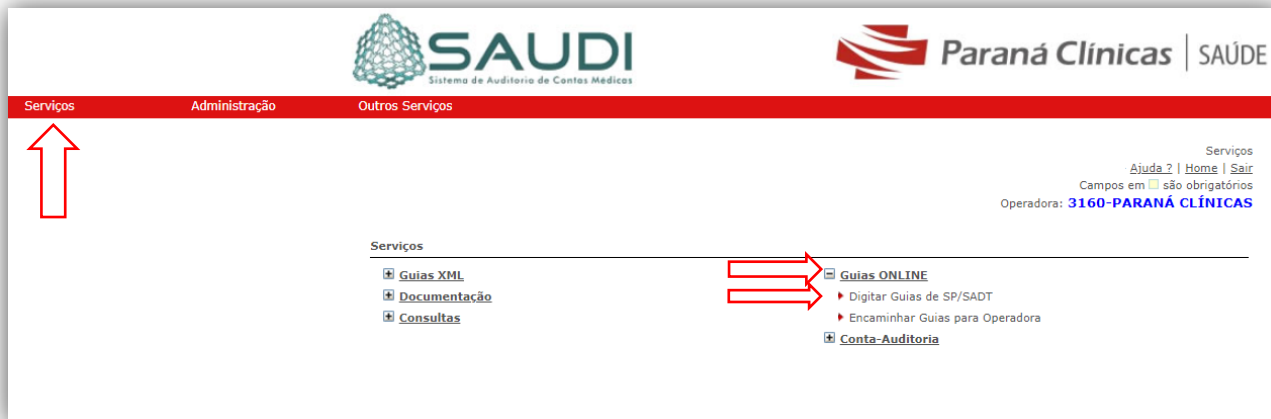 SAUDI
Sistema de Auditoria de Contas Médicas
Paraná Clínicas | SAÚDE
Serviços Administração Outros Serviços
Serviços
Ajuda ? | Home | Sair
Campos em são obrigatórios
Operadora: 3160-PARANÁ CLÍNICAS
Serviços
Guias XML
Documentação
Consultas
Guias ONLINE
Digitar Guias de SP/SADT
Encaminhar Guias para Operadora
Conta-Auditoria